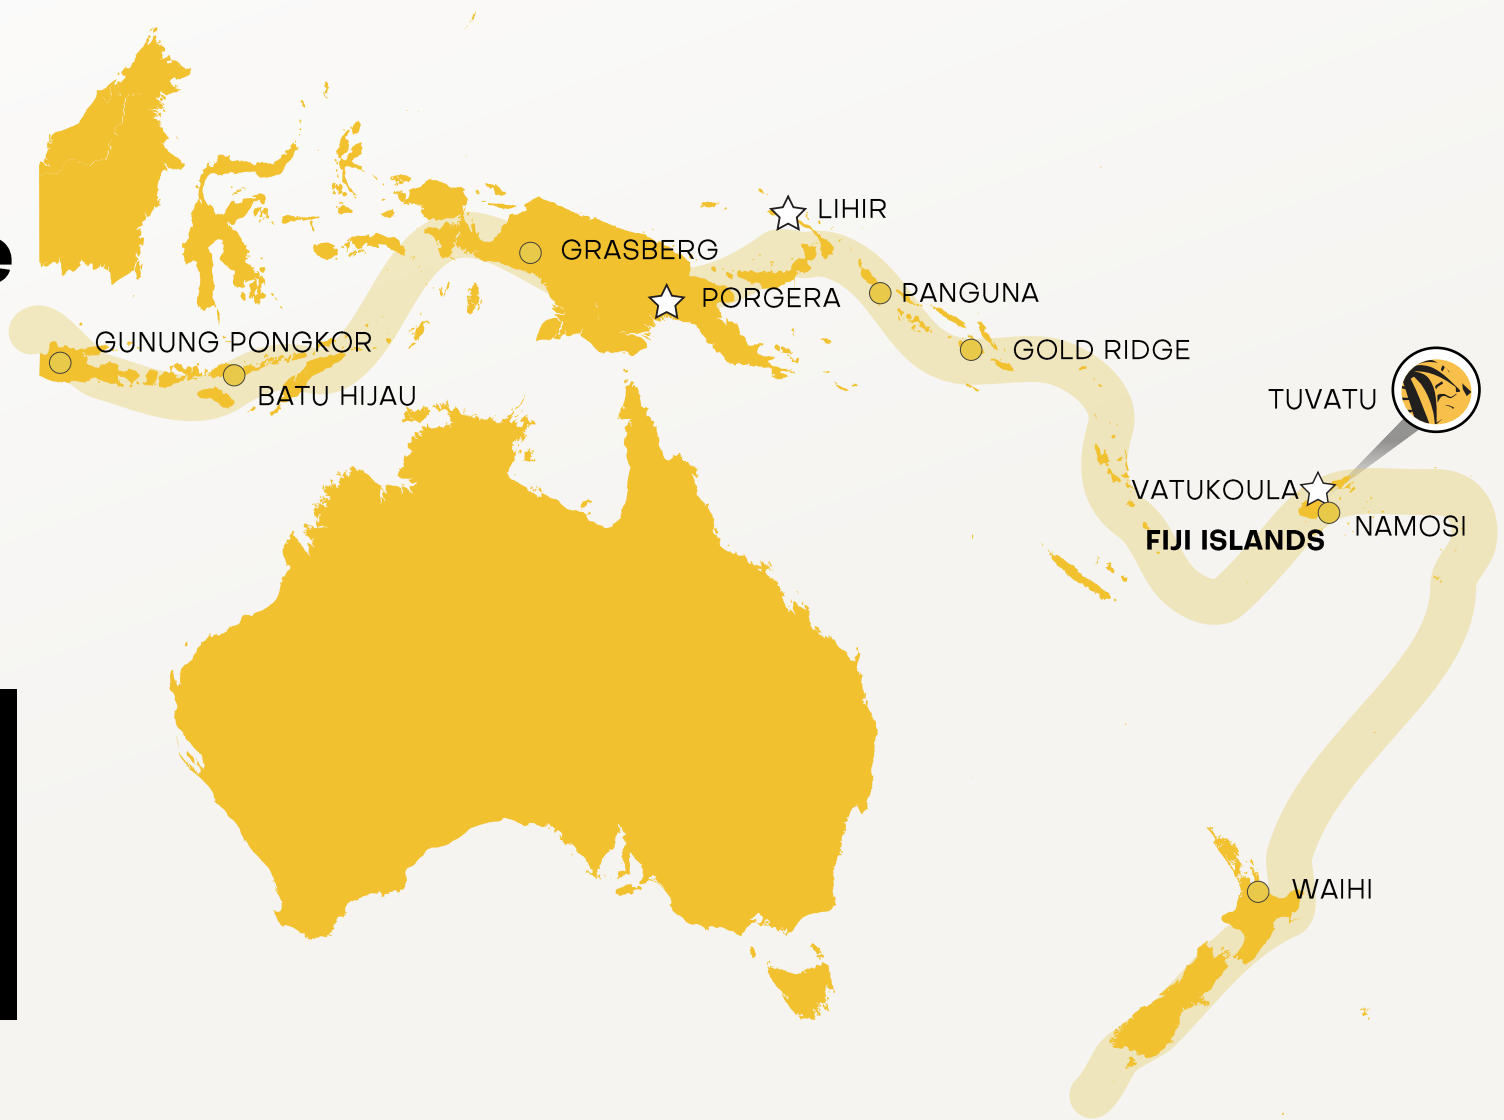 e
LIHIR
GRASBERG
PORGERA
PANGUNA
GUNUNG PONGKOR
GOLD RIDGE
BATU HIJAU
TUVATU
VATUKOULA
NAMOSI
FIJI ISLANDS
WAIHI